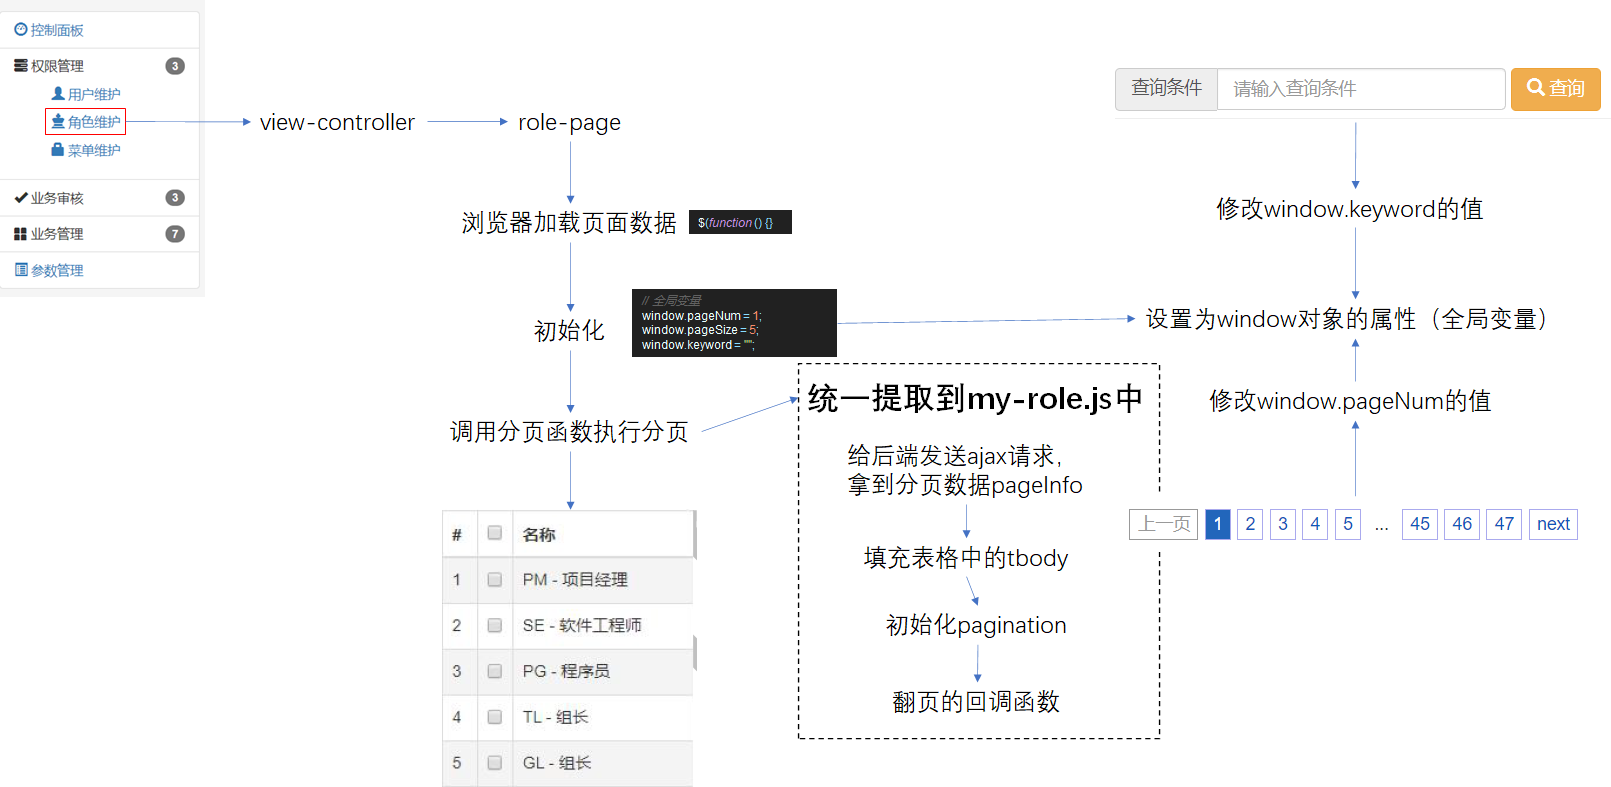 控制面板
权限管理 3
用户维护
角色维护
菜单维护
业务审核 3
业务管理 7
参数管理
view-controller
role-page
浏览器加载页面数据
$(function () {}
初始化
// 全局变量
window.pageNum = 1;
window.pageSize = 5;
window.keyword = "";
调用分页函数执行分页
# 名称
1 PM - 项目经理
2 SE - 软件工程师
3 PG - 程序员
4 TL - 组长
5 GL - 组长
统一提取到my-role.js中
给后端发送ajax请求,
拿到分页数据pageInfo
填充表格中的tbody
初始化pagination
翻页的回调函数
查询条件 请输入查询条件 查询
修改window.keyword的值
设置为window对象的属性（全局变量）
修改window.pageNum的值
上一页 1 2 3 4 5 ... 45 46 47 next